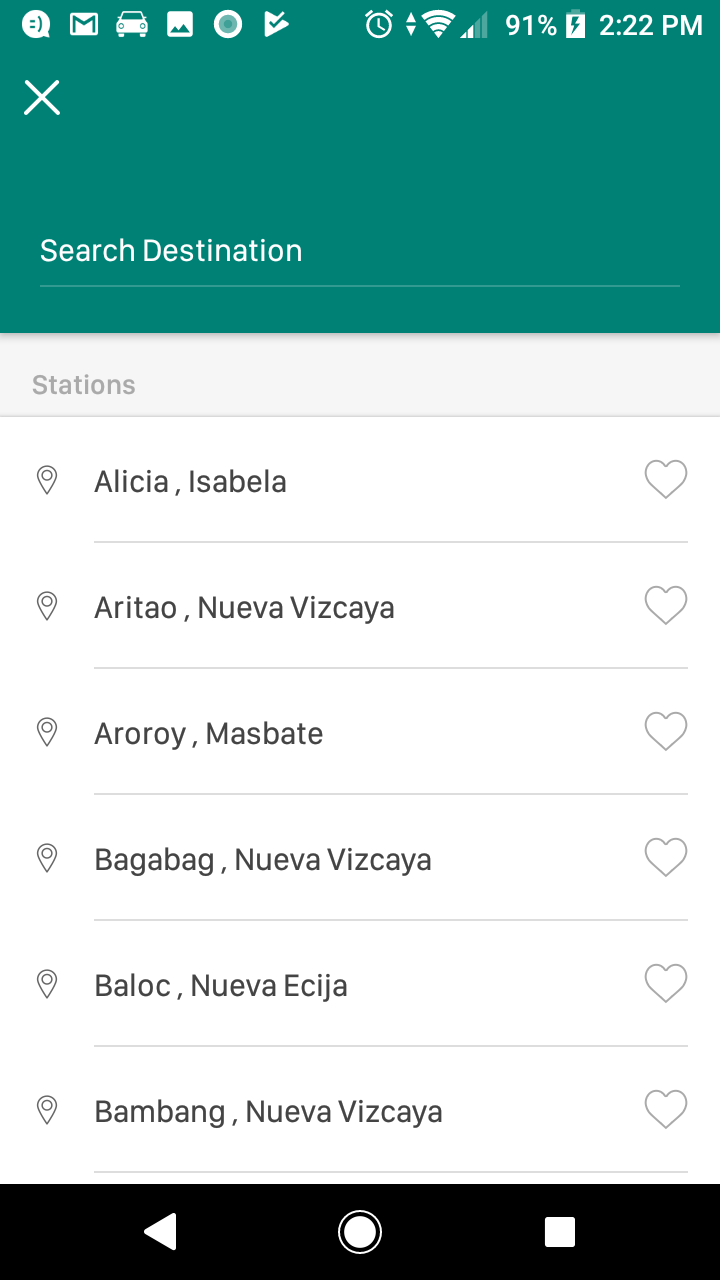 91% 2:22 PM
Search Destination
Stations
Alicia , Isabela
Aritao , Nueva Vizcaya
Aroroy , Masbate
Bagabag , Nueva Vizcaya
Baloc , Nueva Ecija
Bambang , Nueva Vizcaya